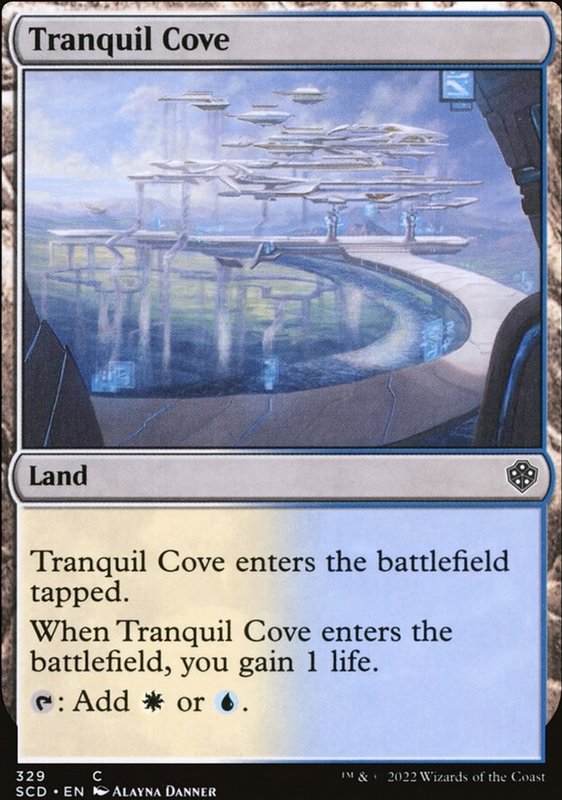 Tranquil Cove
Land
Tranquil Cove enters the battlefield
tapped.
When Tranquil Cove enters the
battlefield, you gain 1 life.
: Add or .
329 C
SCD • EN ALAYNA DANNER
™ & © 2022 Wizards of the Coast